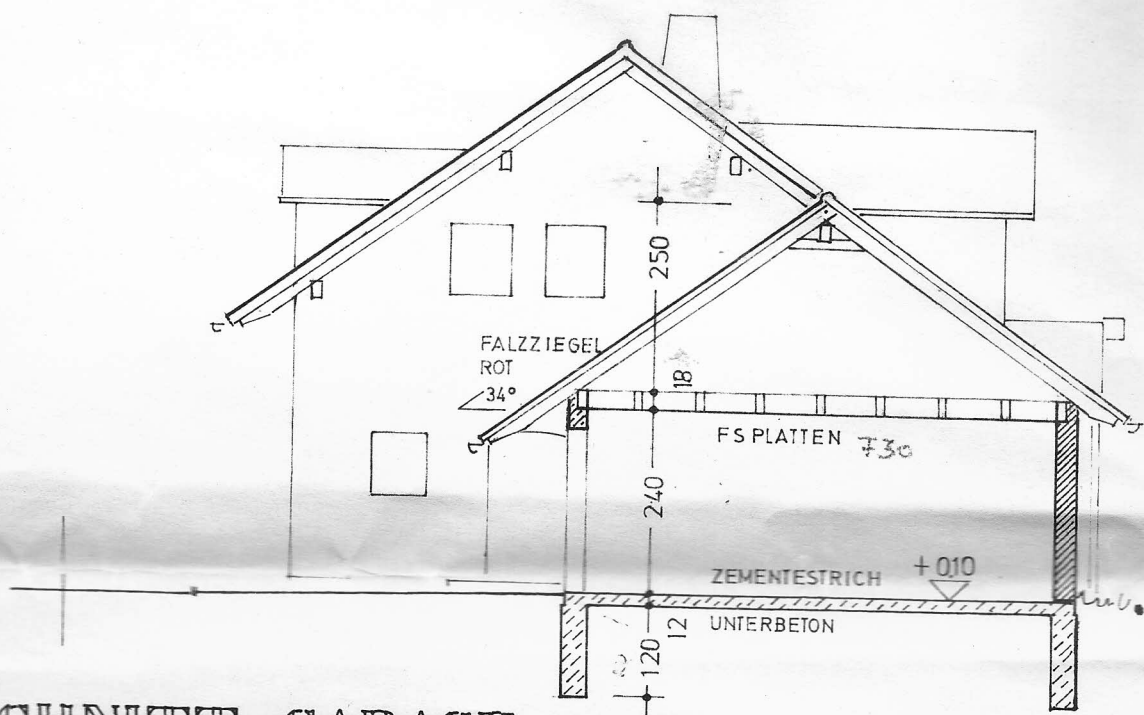 250
FALZZIEGEL
ROT
34°
18
FS PLATTEN 730
240
ZEMENTESTRICH +0.10
UNTERBETON
12
120